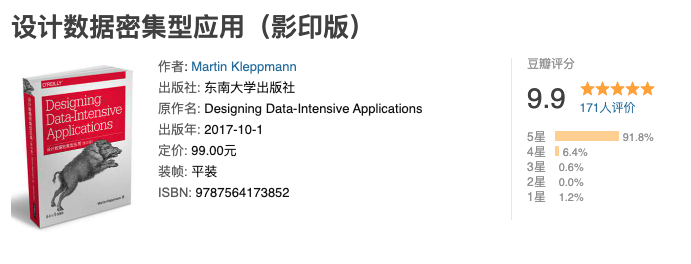 设计数据密集型应用（影印版）
O'REILLY
Designing
Data-Intensive
Applications
设计数据密集型应用（影印版）
Martin Kleppmann 著
作者: Martin Kleppmann
出版社: 东南大学出版社
原作名: Designing Data-Intensive Applications
出版年: 2017-10-1
定价: 99.00元
装帧: 平装
ISBN: 9787564173852
豆瓣评分
9.9
171人评价
5星 91.8%
4星 6.4%
3星 0.6%
2星 0.0%
1星 1.2%